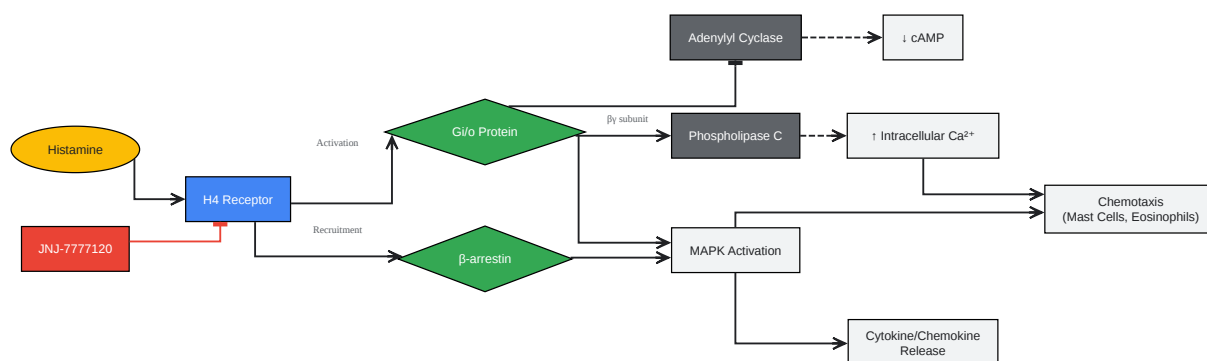 Adenylyl Cyclase
↓ cAMP
Gi/o Protein
βγ subunit
Phospholipase C
↑ Intracellular Ca²⁺
Activation
Histamine
H4 Receptor
Chemotaxis
(Mast Cells, Eosinophils)
Recruitment
JNJ-7777120
β-arrestin
MAPK Activation
Cytokine/Chemokine
Release